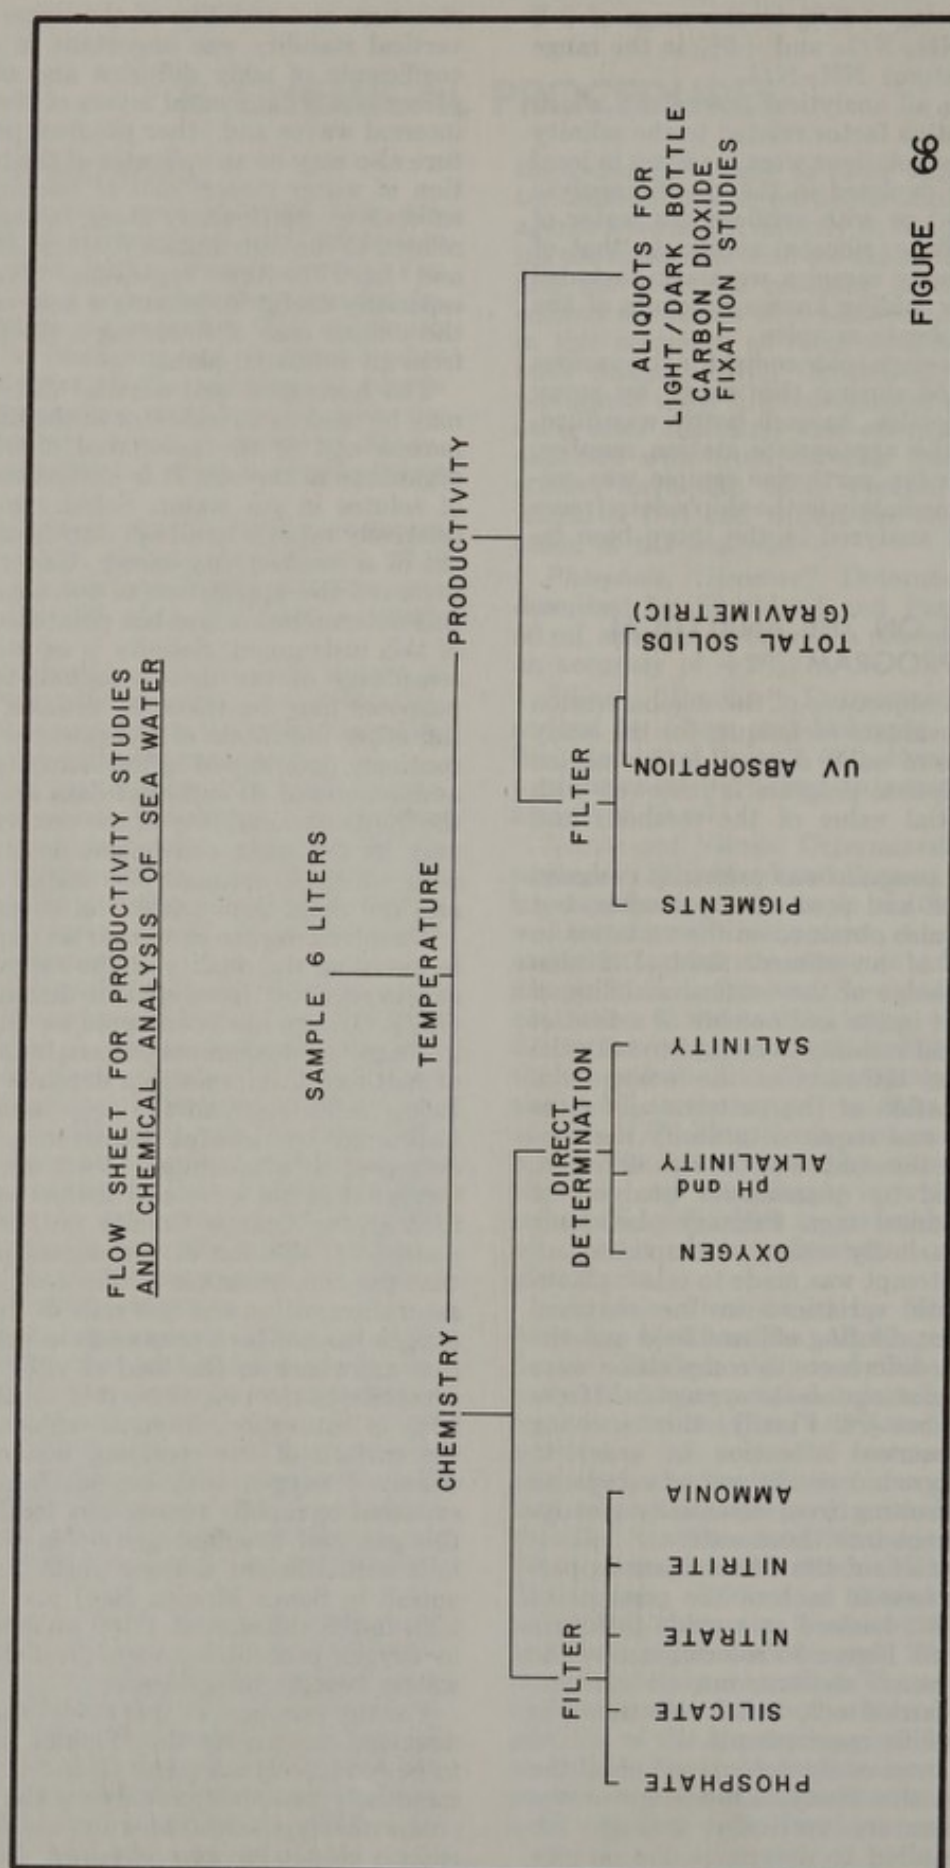 FLOW SHEET FOR PRODUCTIVITY STUDIES
AND CHEMICAL ANALYSIS OF SEA WATER
SAMPLE 6 LITERS
TEMPERATURE
CHEMISTRY
PRODUCTIVITY
FILTER
DIRECT
DETERMINATION
FILTER
ALIQUOTS FOR
LIGHT/DARK BOTTLE
CARBON DIOXIDE
FIXATION STUDIES
PHOSPHATE
SILICATE
NITRATE
NITRITE
AMMONIA
OXYGEN
pH and
ALKALINITY
SALINITY
PIGMENTS
UV ABSORPTION
TOTAL SOLIDS
(GRAVIMETRIC)
FIGURE 66